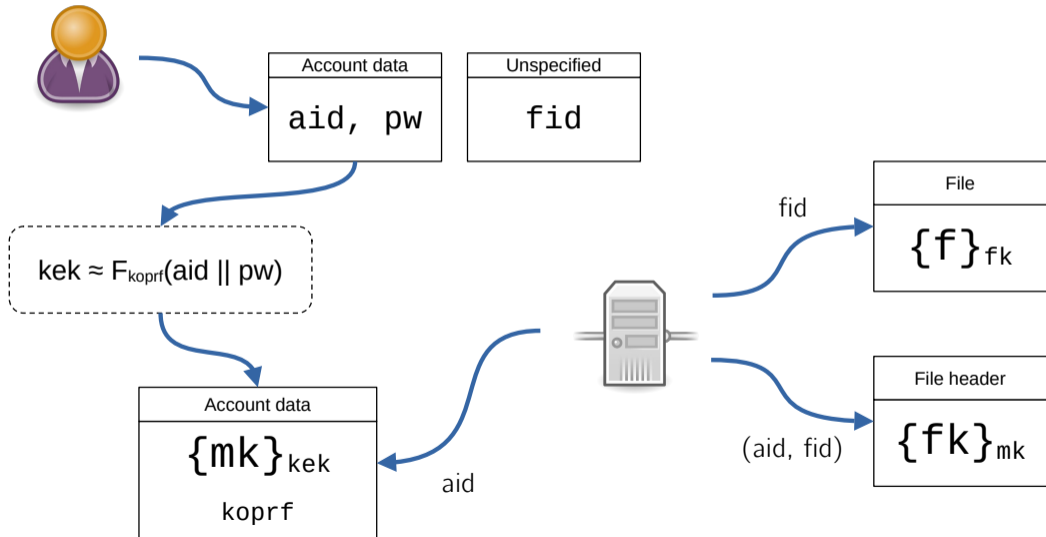 Account data
aid, pw
Unspecified
fid
kek ≈ Fkoprf(aid || pw)
Account data
{mk}kek
koprf
aid
fid
File
{f}fk
(aid, fid)
File header
{fk}mk